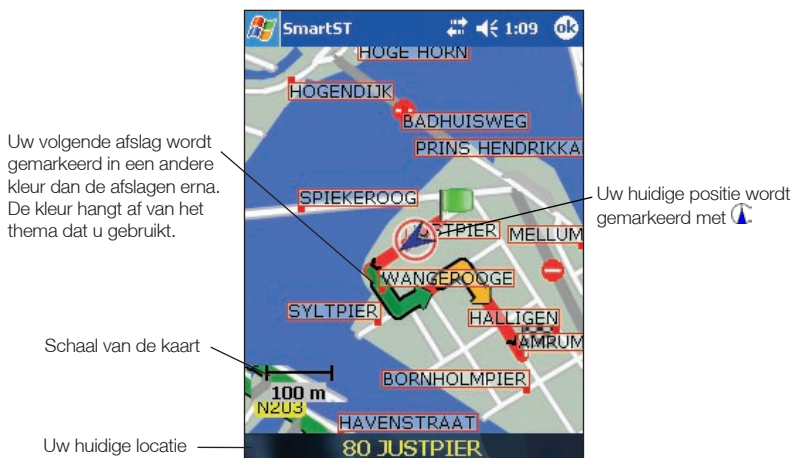 SmartST 1:09 ok
HOGE HORN
HOGENDIJK
BADHUISWEG
PRINS HENDRIKKA
Uw volgende afslag wordt
gemarkeerd in een andere
kleur dan de afslagen erna.
De kleur hangt af van het
thema dat u gebruikt.
SPIEKEROOG
Uw huidige positie wordt
gemarkeerd met
USTPIER
MELLUM
WANGEROOGE
SYLTPIER
HALLIGEN
AMRUM
Schaal van de kaart
100 m
N203
BORNHOLMPIER
HAVENSTRAAT
Uw huidige locatie
80 JUSTPIER